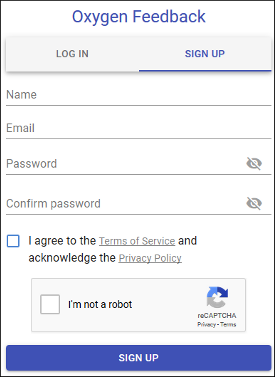 Oxygen Feedback
LOG IN SIGN UP
Name
Email
Password
Confirm password
I agree to the Terms of Service and
acknowledge the Privacy Policy
I'm not a robot
reCAPTCHA
Privacy - Terms
SIGN UP